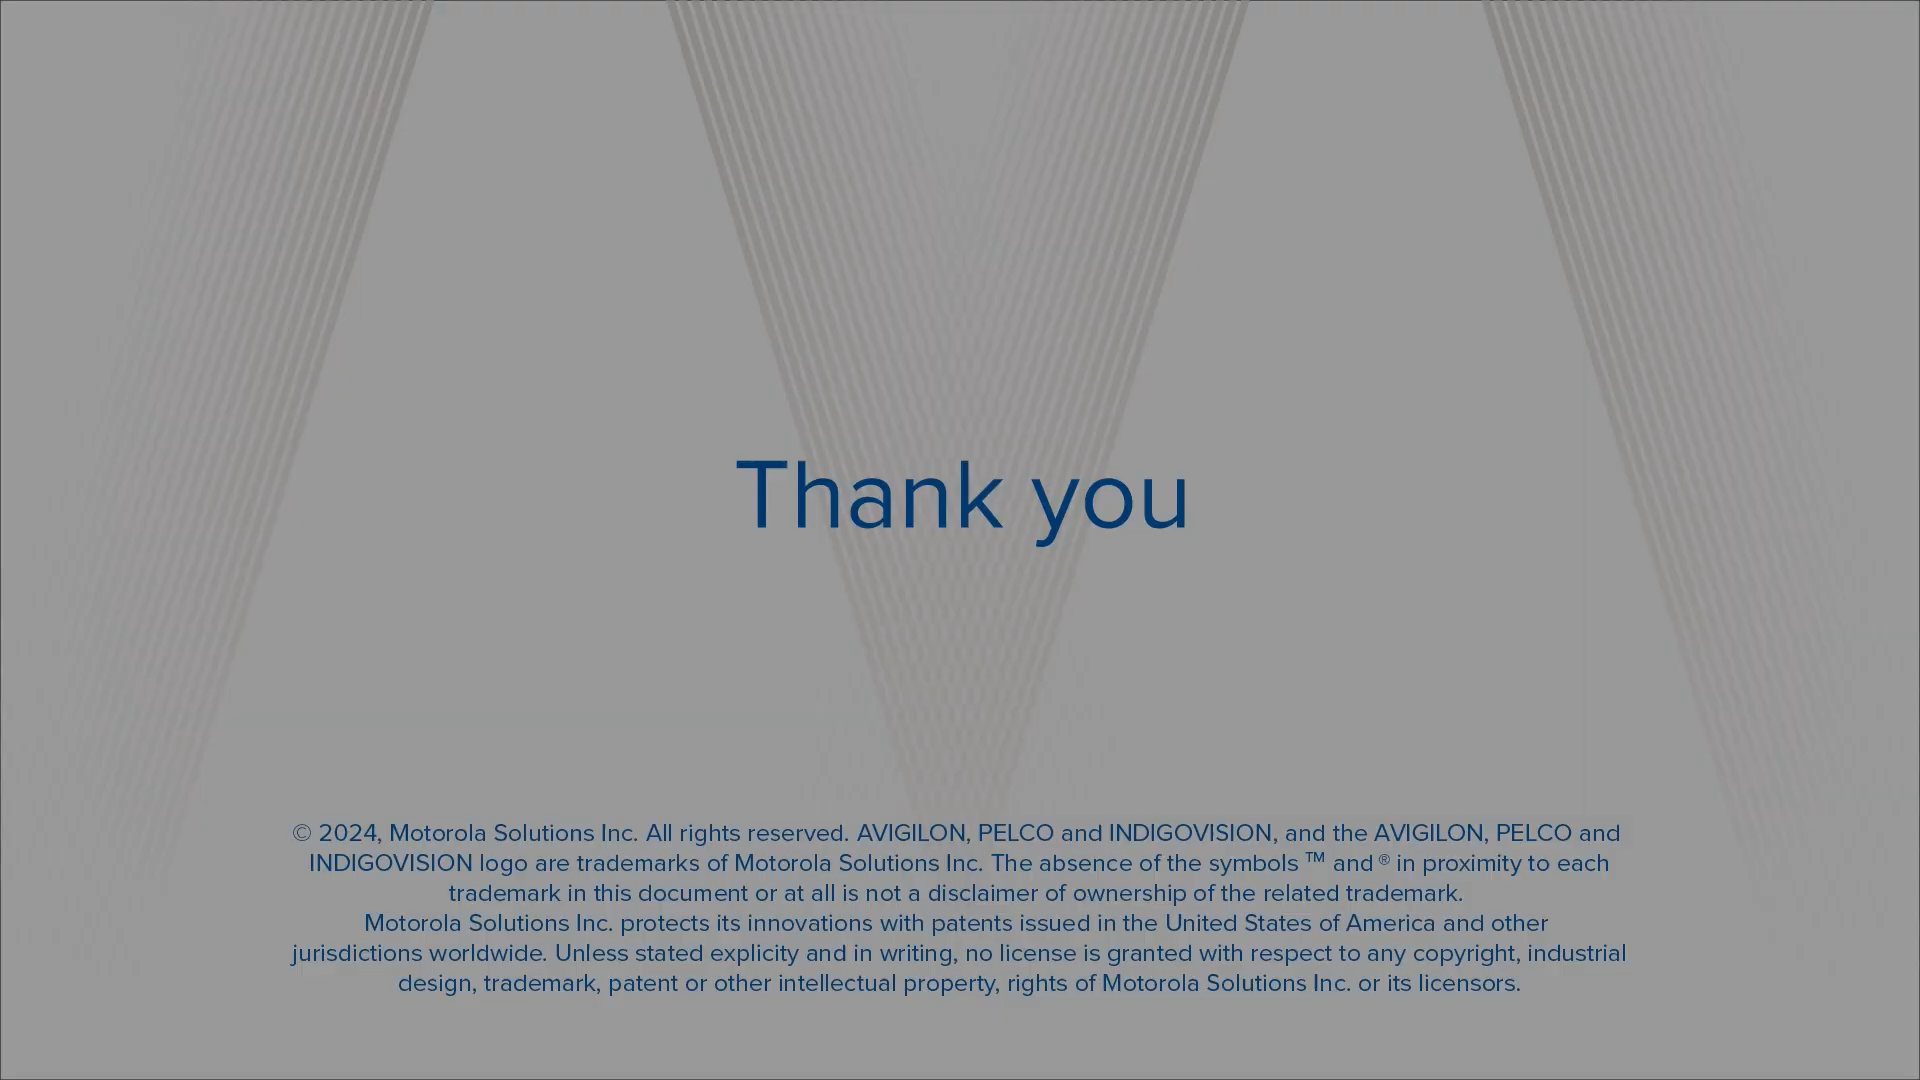 Thank you
© 2024, Motorola Solutions Inc. All rights reserved. AVIGILON, PELCO and INDIGOVISION, and the AVIGILON, PELCO and
INDIGOVISION logo are trademarks of Motorola Solutions Inc. The absence of the symbols ™ and ® in proximity to each
trademark in this document or at all is not a disclaimer of ownership of the related trademark.
Motorola Solutions Inc. protects its innovations with patents issued in the United States of America and other
jurisdictions worldwide. Unless stated explicity and in writing, no license is granted with respect to any copyright, industrial
design, trademark, patent or other intellectual property, rights of Motorola Solutions Inc. or its licensors.